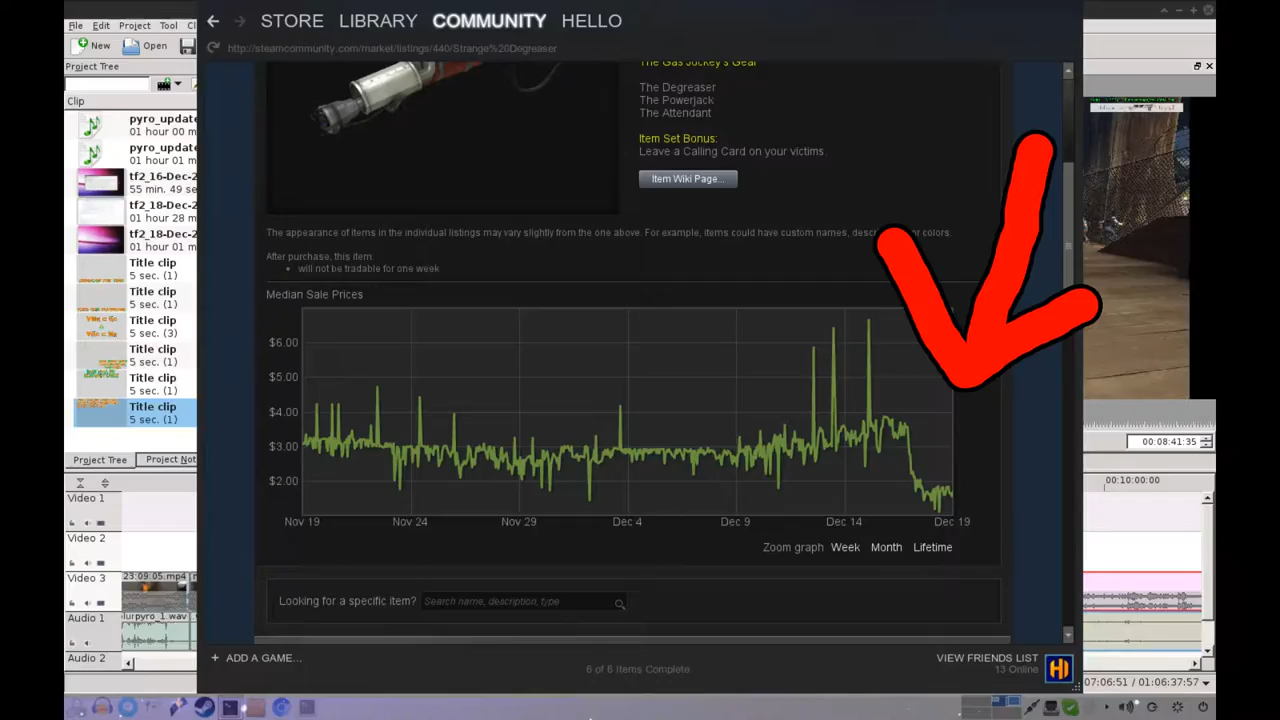 STORE LIBRARY COMMUNITY HELLO
File Edit Project Tool
New Open
http://steamcommunity.com/market/listings/440/Strange%20Degreaser
Project Tree
The Gas Jockey's Gear
The Degreaser
The Powerjack
The Attendant
Item Set Bonus:
Leave a Calling Card on your victims.
Item Wiki Page...
Clip
pyro_update
01 hour 00 m
pyro_update
01 hour 01 m
tf2_16-Dec-2
55 min. 49 se
tf2_18-Dec-2
01 hour 28 m
tf2_18-Dec-2
01 hour 06 m
Title clip
5 sec. (1)
Title clip
5 sec. (1)
Title clip
5 sec. (3)
Title clip
5 sec. (1)
Title clip
5 sec. (1)
Title clip
5 sec. (1)
The appearance of items in the individual listings may vary slightly from the one above. For example, items could have custom names, descr or colors.
After purchase, this item:
• will not be tradable for one week
Median Sale Prices
$6.00
$5.00
$4.00
$3.00
$2.00
Nov 19 Nov 24 Nov 29 Dec 4 Dec 9 Dec 14 Dec 19
Zoom graph Week Month Lifetime
00:08:41:35
Project Tree Project Not
00:10:00:00
Video 1
Video 2
Video 3
23:09:05.mp4
Audio 1
urpyro_1.wav
Audio 2
Looking for a specific item? Search name, description, type
+ ADD A GAME...
6 of 6 Items Complete
VIEW FRIENDS LIST
13 Online
07:06:51 / 01:06:37:57